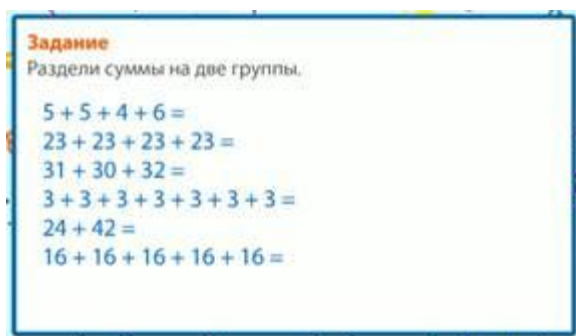 Задание
Раздели суммы на две группы.
5 + 5 + 4 + 6 =
23 + 23 + 23 + 23 =
31 + 30 + 32 =
3 + 3 + 3 + 3 + 3 + 3 + 3 =
24 + 42 =
16 + 16 + 16 + 16 + 16 =